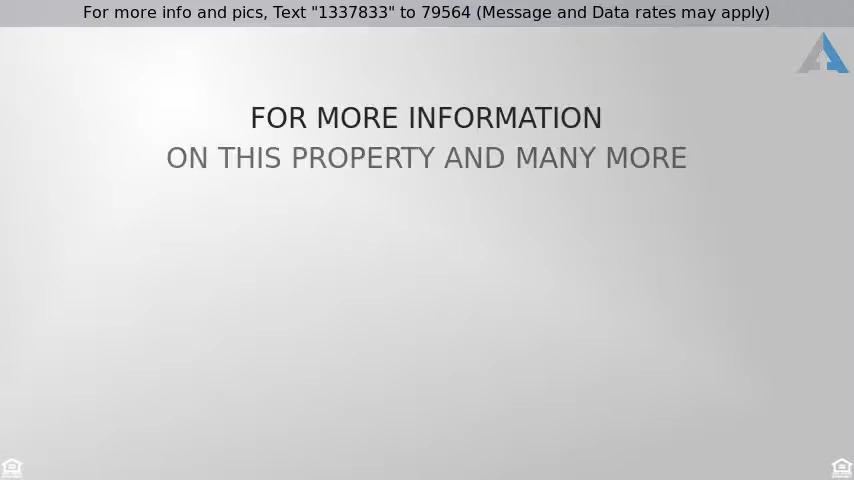 For more info and pics, Text "1337833" to 79564 (Message and Data rates may apply)
FOR MORE INFORMATION
ON THIS PROPERTY AND MANY MORE